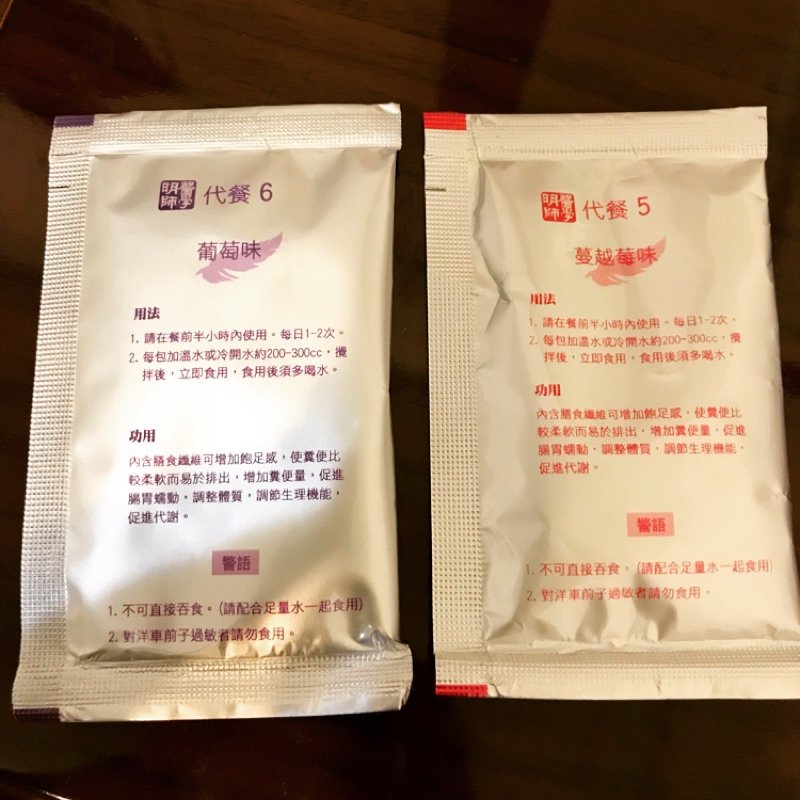 明師醫學 代餐 6
葡萄味
用法
1. 請在餐前半小時內使用。每日1-2次。
2. 每包加溫水或冷開水約200-300cc,攪
拌後,立即食用,食用後須多喝水。
功用
內含膳食纖維可增加飽足感,使糞便比
較柔軟而易於排出,增加糞便量,促進
腸胃蠕動,調整體質,調節生理機能,
促進代謝。
警語
1. 不可直接吞食。(請配合足量水一起食用)
2. 對洋車前子過敏者請勿食用。
明師醫學 代餐 5
蔓越莓味
用法
1. 請在餐前半小時內使用。每日1-2次。
2. 每包加溫水或冷開水約200-300cc,攪
拌後,立即食用,食用後須多喝水。
功用
內含膳食纖維可增加飽足感,使糞便比
較柔軟而易於排出,增加糞便量,促進
腸胃蠕動,調整體質,調節生理機能,
促進代謝。
警語
1. 不可直接吞食。(請配合足量水一起食用)
2. 對洋車前子過敏者請勿食用。